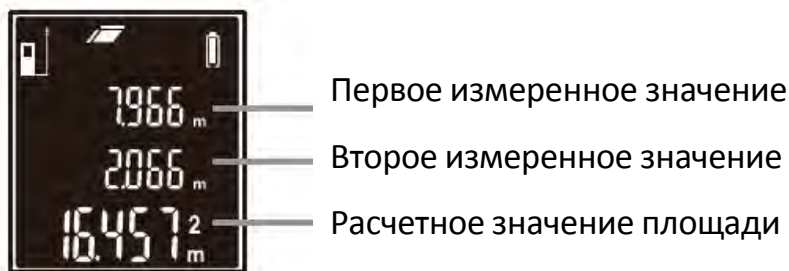 7.966 m
Первое измеренное значение
2.066 m
Второе измеренное значение
16.457 m²
Расчетное значение площади